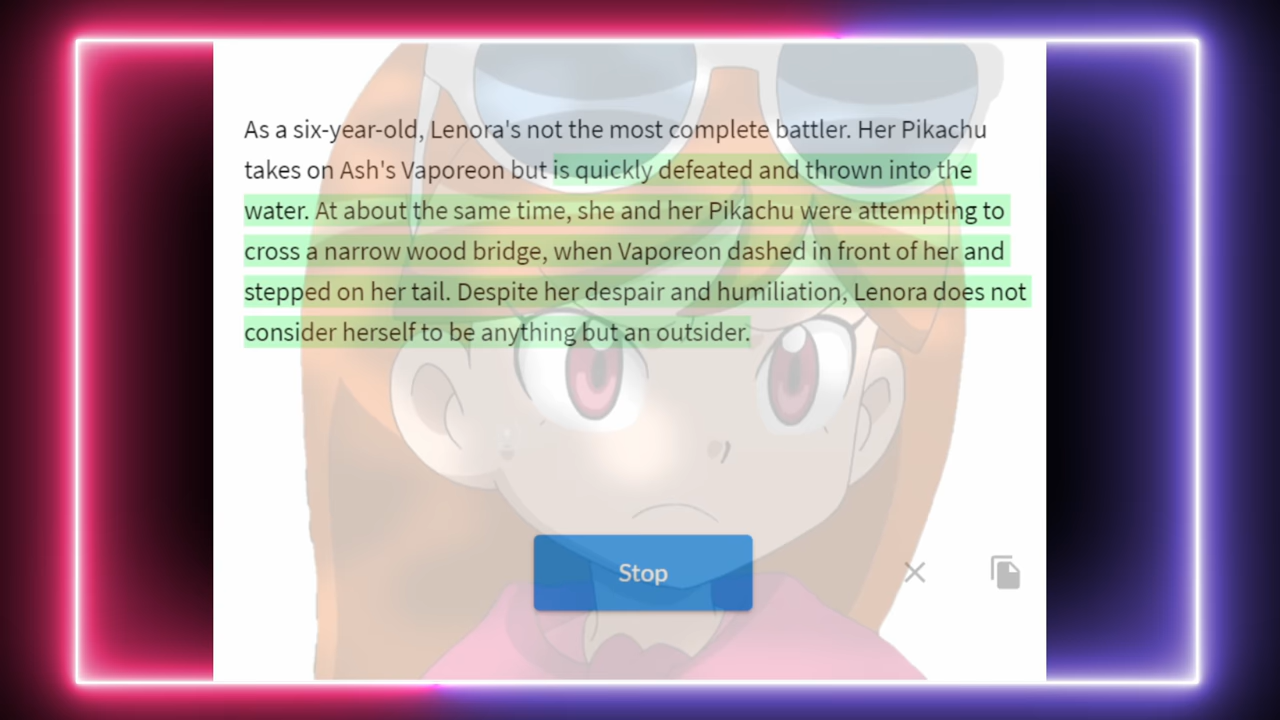 As a six-year-old, Lenora's not the most complete battler. Her Pikachu
takes on Ash's Vaporeon but is quickly defeated and thrown into the
water. At about the same time, she and her Pikachu were attempting to
cross a narrow wood bridge, when Vaporeon dashed in front of her and
stepped on her tail. Despite her despair and humiliation, Lenora does not
consider herself to be anything but an outsider.
Stop